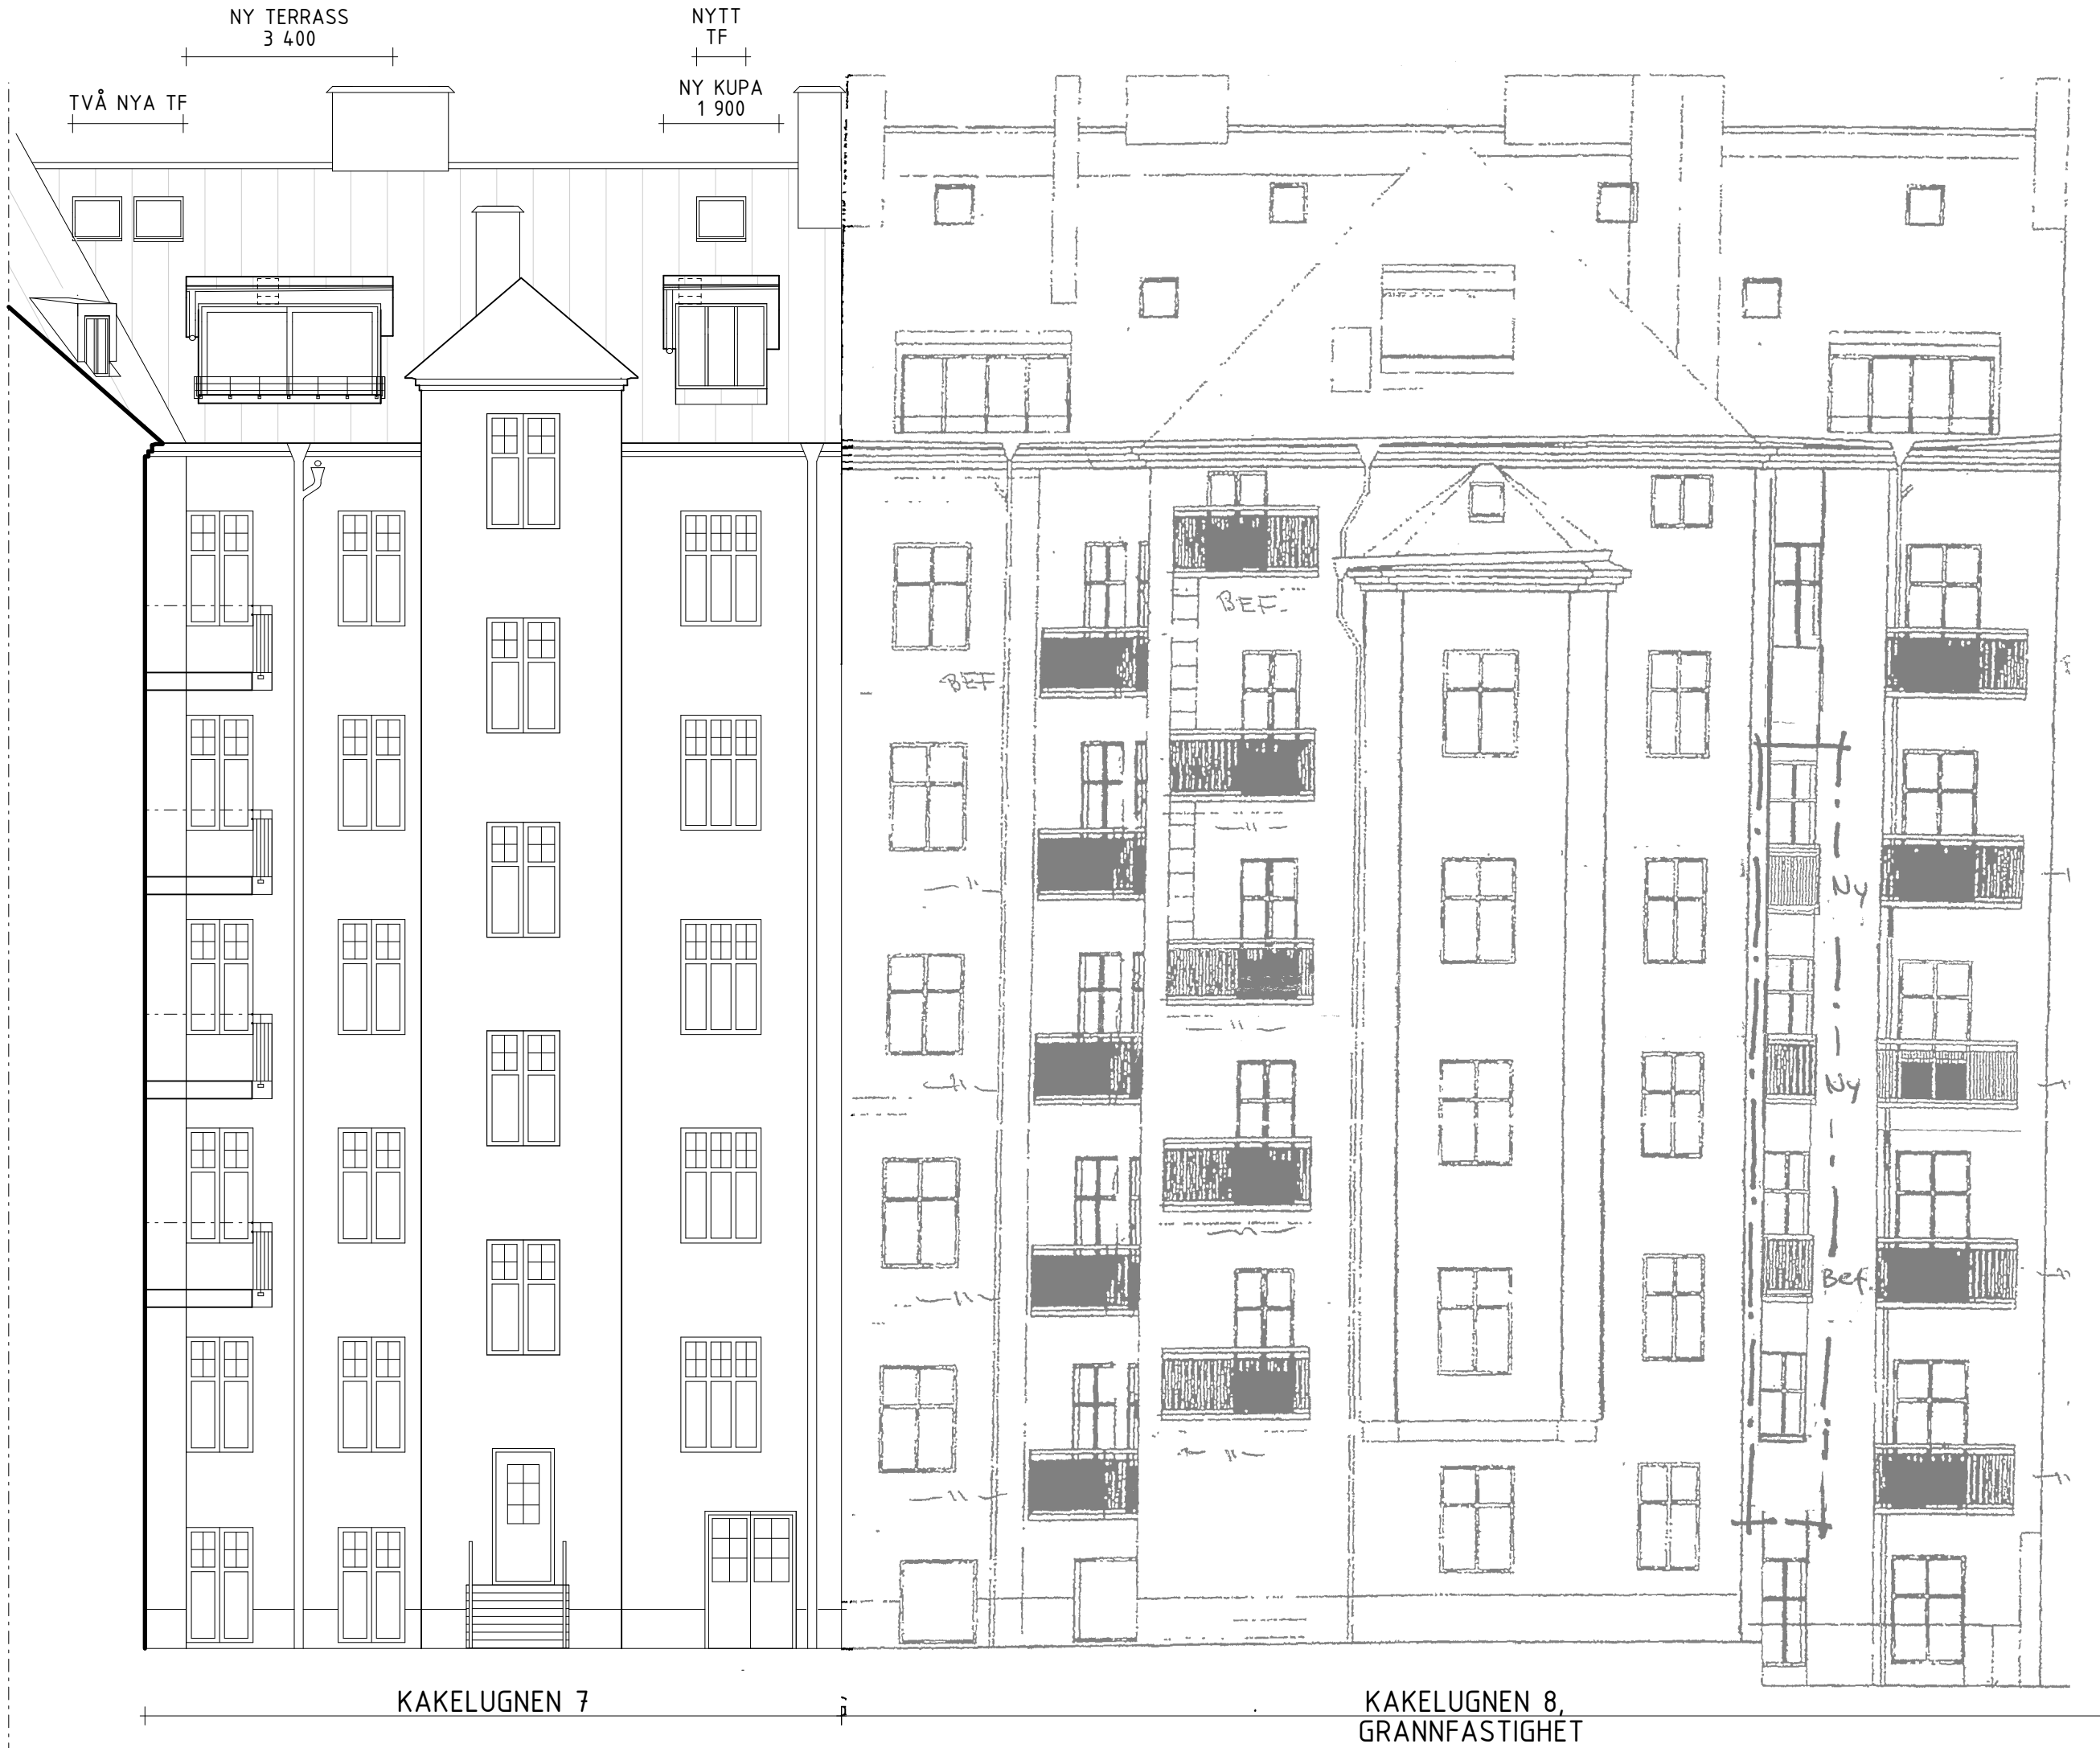 NY TERRASS
3 400
NYTT
TF
TVÅ NYA TF
NY KUPA
1 900
BEF.
BEF.
Ny
Ny
Bef.
KAKELUGNEN 7
KAKELUGNEN 8,
GRANNFASTIGHET